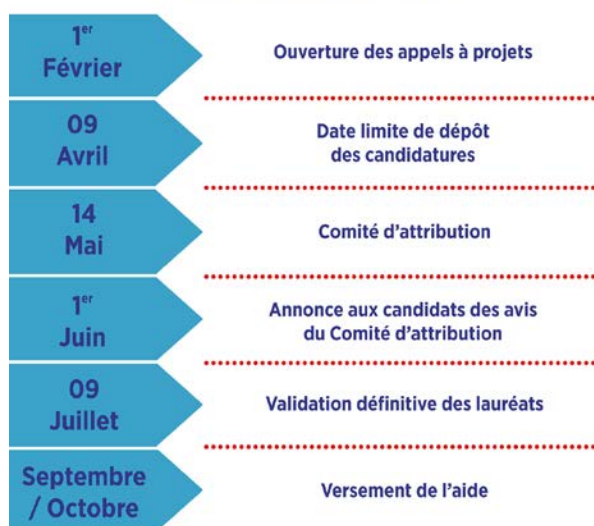 1er
Février
Ouverture des appels à projets
09
Avril
Date limite de dépôt
des candidatures
14
Mai
Comité d'attribution
1er
Juin
Annonce aux candidats des avis
du Comité d'attribution
09
Juillet
Validation définitive des lauréats
Septembre
/ Octobre
Versement de l'aide